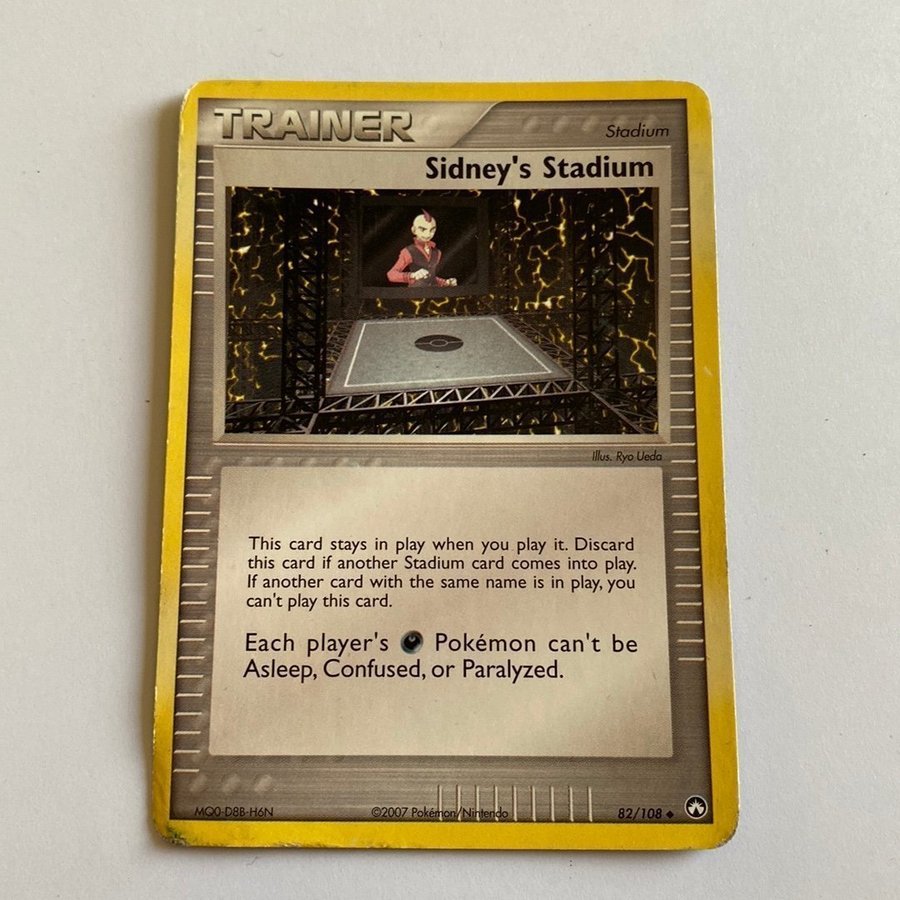 TRAINER
Stadium
Sidney's Stadium
Illus. Ryo Ueda
This card stays in play when you play it. Discard
this card if another Stadium card comes into play.
If another card with the same name is in play, you
can't play this card.
Each player's Pokémon can't be
Asleep, Confused, or Paralyzed.
MQ0-D8B-H6N ©2007 Pokémon/Nintendo 82/108